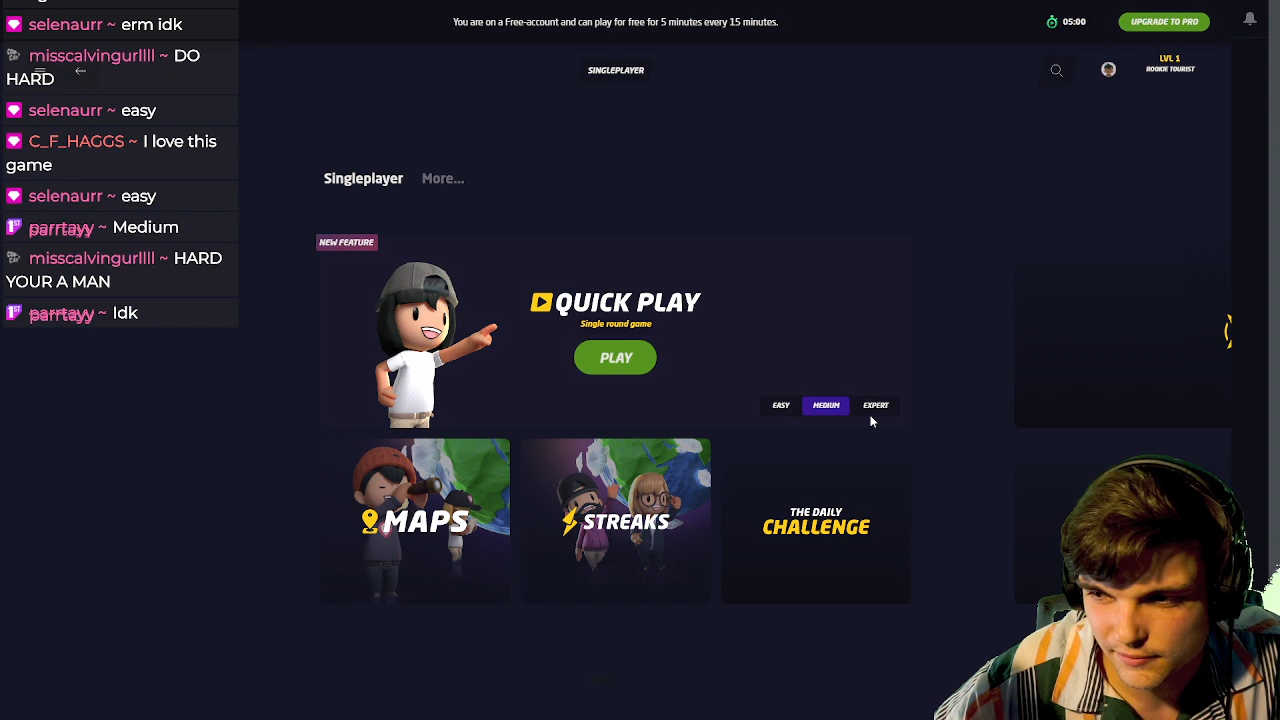 selenaurr ~ erm idk
misscalvingurllll ~ DO
HARD
selenaurr ~ easy
C_F_HAGGS ~ I love this
game
selenaurr ~ easy
1ST parrtayy ~ Medium
misscalvingurllll ~ HARD
YOUR A MAN
1ST parrtayy ~ Idk
You are on a Free-account and can play for free for 5 minutes every 15 minutes.
05:00
UPGRADE TO PRO
SINGLEPLAYER
LVL 1
ROOKIE TOURIST
Singleplayer More...
NEW FEATURE
QUICK PLAY
Single round game
PLAY
EASY MEDIUM EXPERT
MAPS
STREAKS
THE DAILY
CHALLENGE